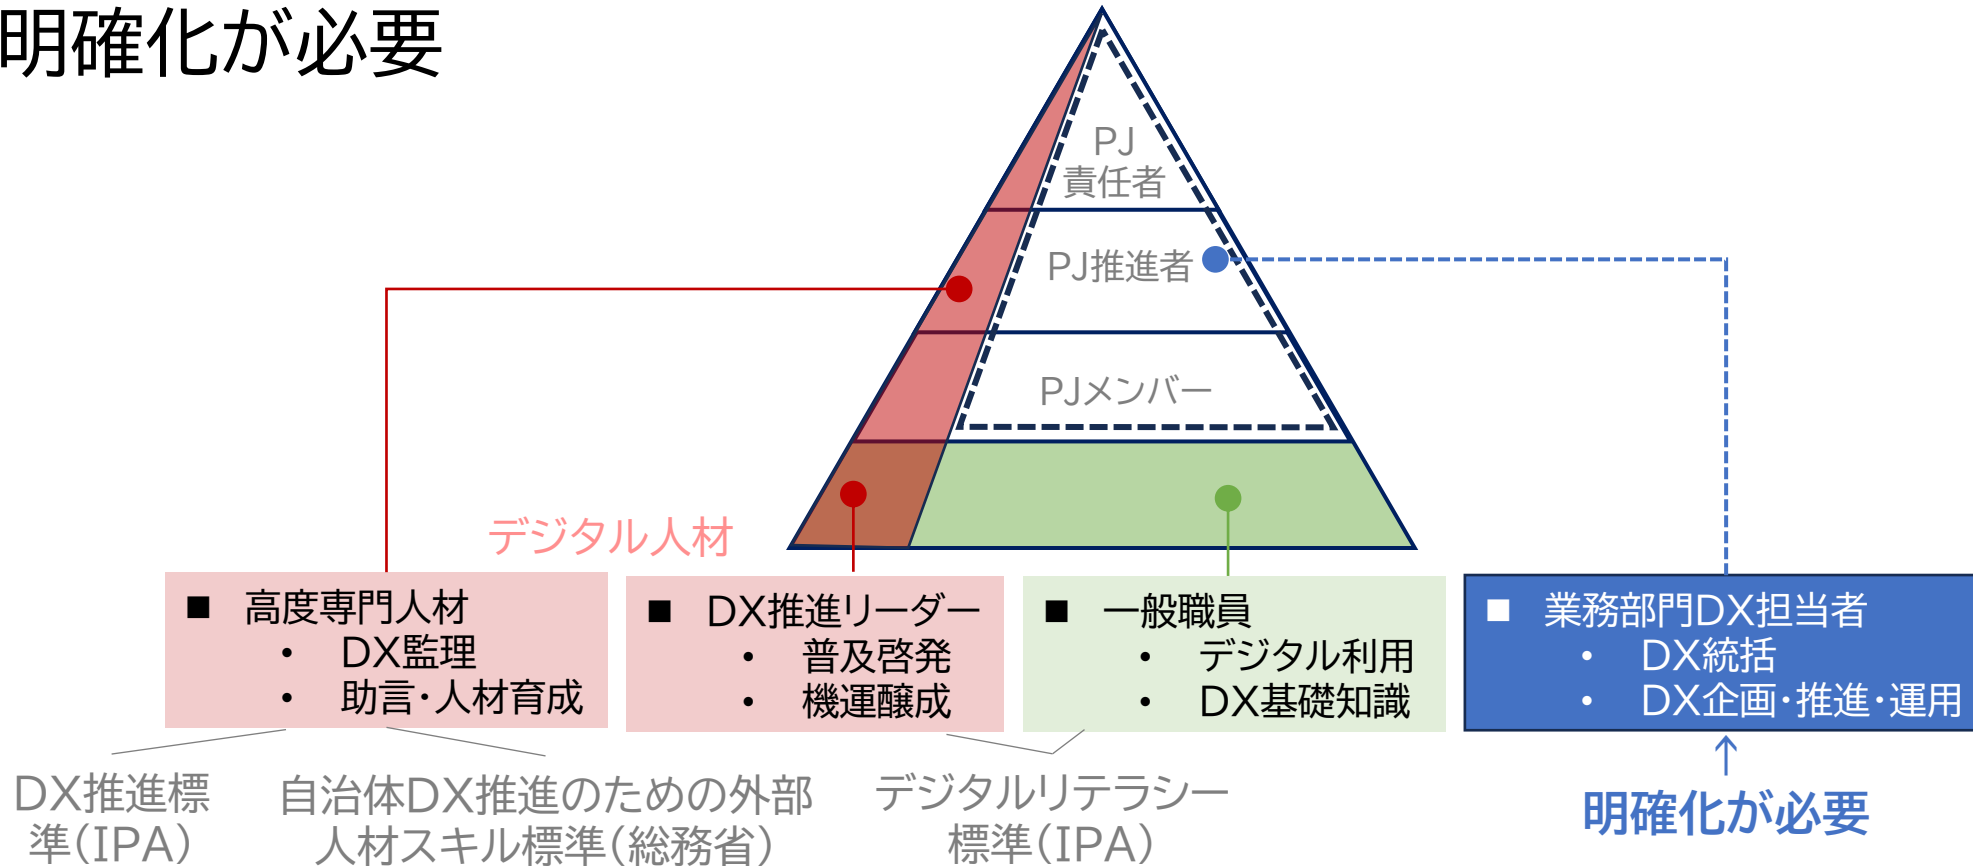 明確化が必要
PJ
責任者
PJ推進者
PJメンバー
デジタル人材
■ 高度専門人材
• DX監理
• 助言・人材育成
■ DX推進リーダー
• 普及啓発
• 機運醸成
■ 一般職員
• デジタル利用
• DX基礎知識
■ 業務部門DX担当者
• DX統括
• DX企画・推進・運用
DX推進標
準(IPA)
自治体DX推進のための外部
人材スキル標準(総務省)
デジタルリテラシー
標準(IPA)
明確化が必要